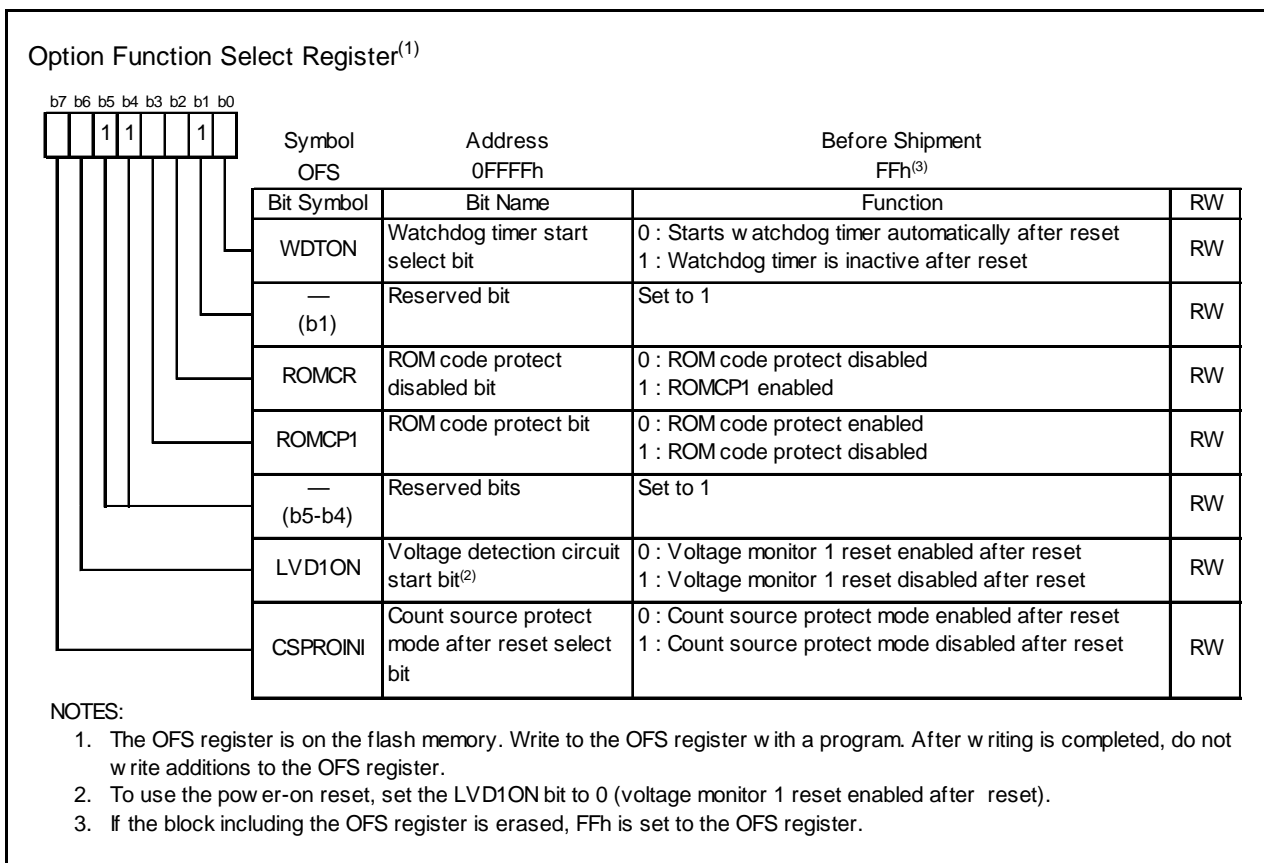 Option Function Select Register(1)
b7 b6 b5 b4 b3 b2 b1 b0
1 1 1
Symbol Address Before Shipment
OFS 0FFFFh FFh(3)
Bit Symbol Bit Name Function RW
WDTON Watchdog timer start select bit 0 : Starts watchdog timer automatically after reset
1 : Watchdog timer is inactive after reset RW
— (b1) Reserved bit Set to 1 RW
ROMCR ROM code protect disabled bit 0 : ROM code protect disabled
1 : ROMCP1 enabled RW
ROMCP1 ROM code protect bit 0 : ROM code protect enabled
1 : ROM code protect disabled RW
— (b5-b4) Reserved bits Set to 1 RW
LVD1ON Voltage detection circuit start bit(2) 0 : Voltage monitor 1 reset enabled after reset
1 : Voltage monitor 1 reset disabled after reset RW
CSPROINI Count source protect mode after reset select bit 0 : Count source protect mode enabled after reset
1 : Count source protect mode disabled after reset RW
NOTES:
1. The OFS register is on the flash memory. Write to the OFS register with a program. After writing is completed, do not
write additions to the OFS register.
2. To use the power-on reset, set the LVD1ON bit to 0 (voltage monitor 1 reset enabled after reset).
3. If the block including the OFS register is erased, FFh is set to the OFS register.